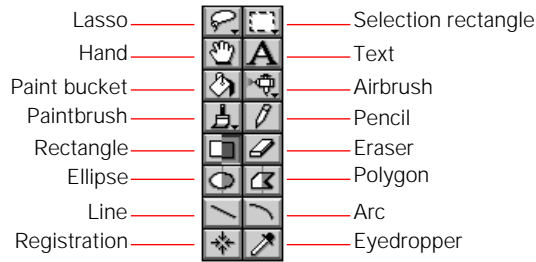 Lasso Selection rectangle
Hand A Text
Paint bucket Airbrush
Paintbrush Pencil
Rectangle Eraser
Ellipse Polygon
Line Arc
Registration Eyedropper